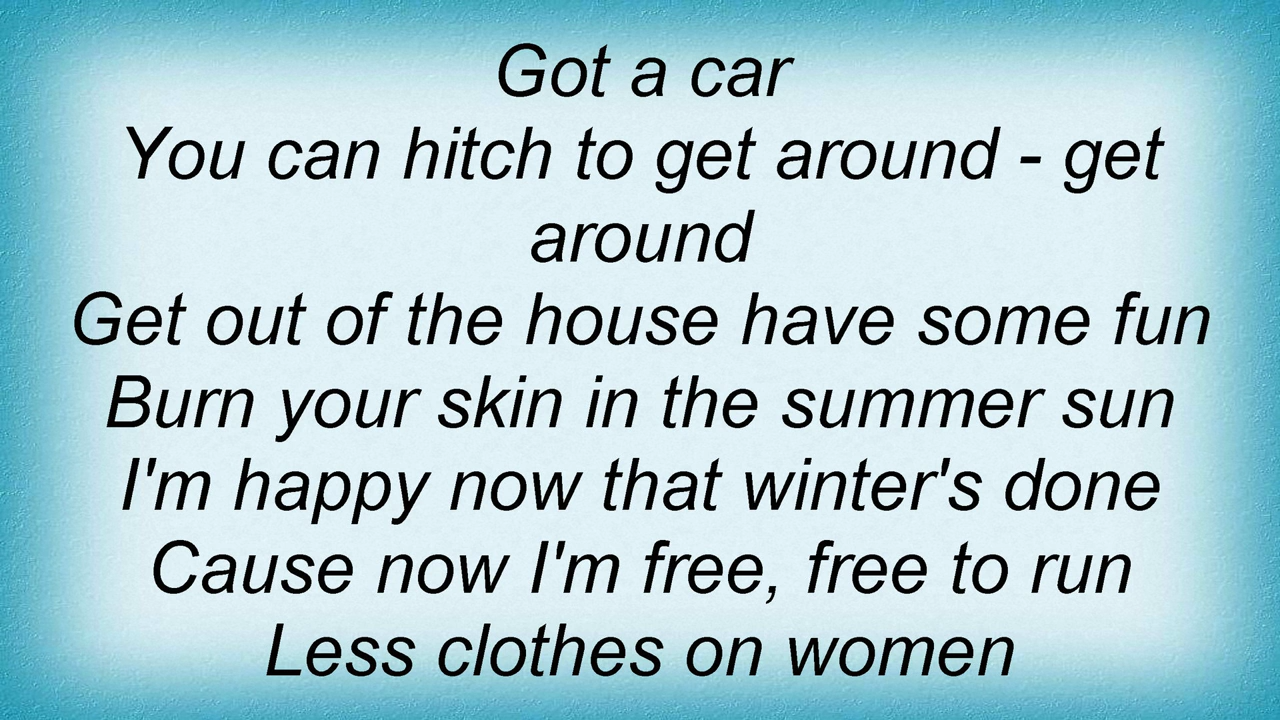 Got a car
You can hitch to get around - get
around
Get out of the house have some fun
Burn your skin in the summer sun
I'm happy now that winter's done
Cause now I'm free, free to run
Less clothes on women